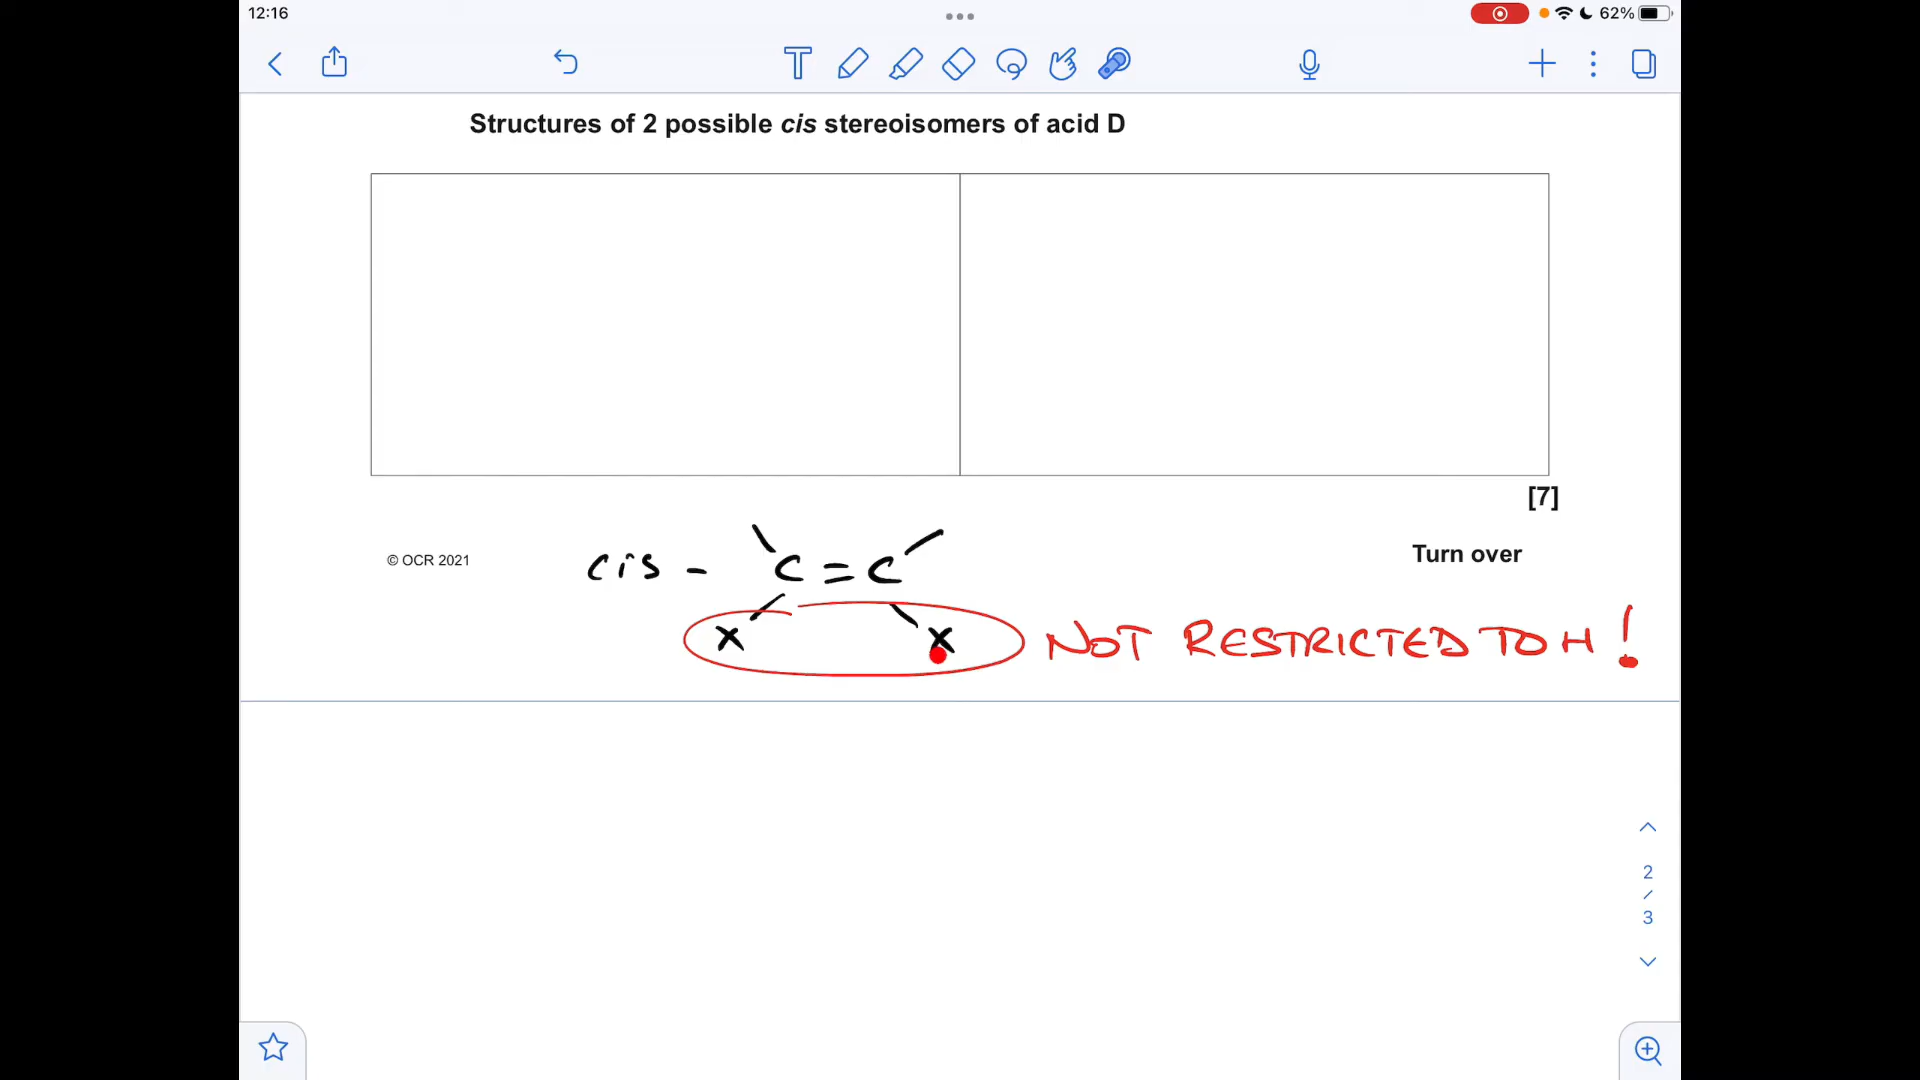 12:16
62%
Structures of 2 possible cis stereoisomers of acid D
[7]
© OCR 2021
Turn over
cis - C = C
X X
NOT RESTRICTED TO H !
2
/
3